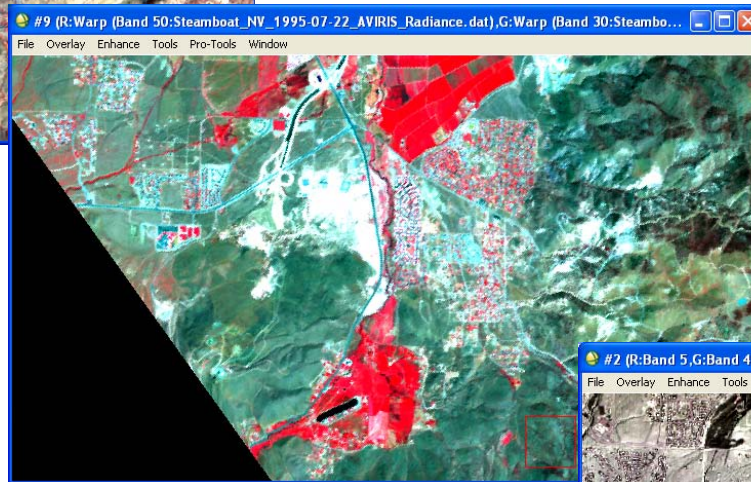 #9 (R:Warp (Band 50:Steamboat_NV_1995-07-22_AVIRIS_Radiance.dat),G:Warp (Band 30:Steambo...
File Overlay Enhance Tools Pro-Tools Window
#2 (R:Band 5,G:Band 4
File Overlay Enhance Tools